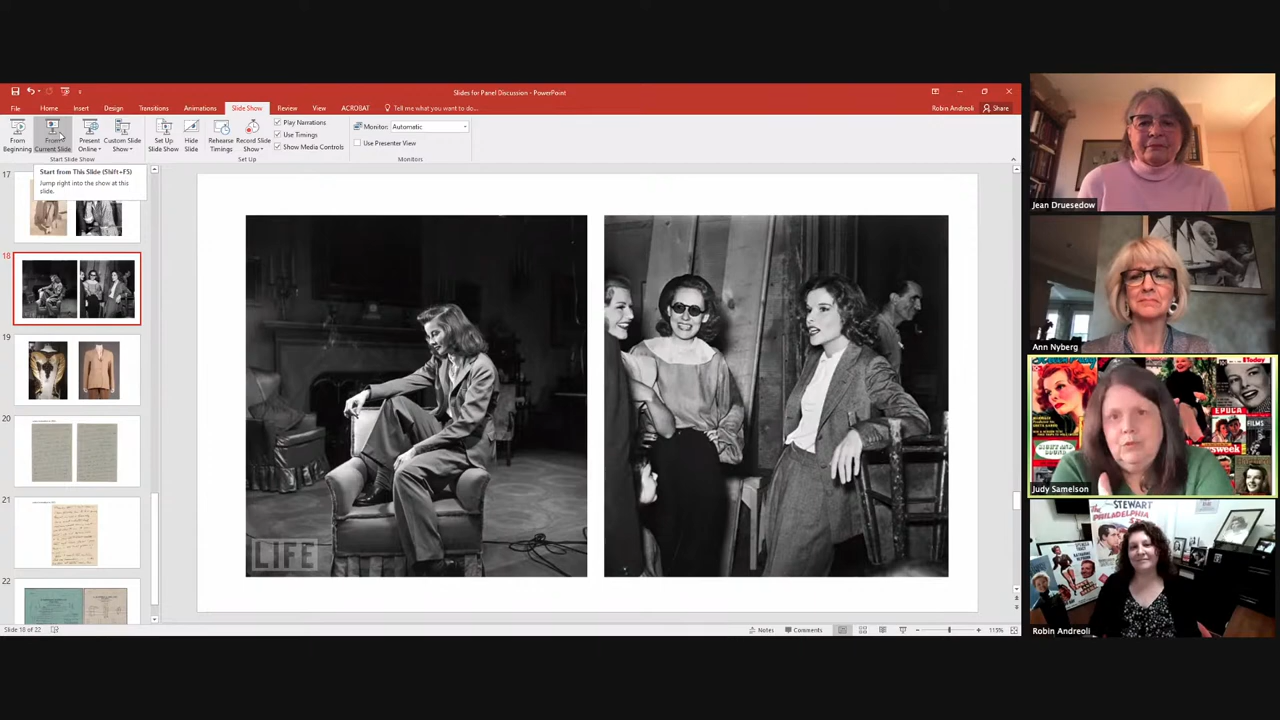 Slides for Panel Discussion - PowerPoint
File Home Insert Design Transitions Animations Slide Show Review View ACROBAT Tell me what you want to do... Robin Andreoli Share
From Beginning
From Current Slide
Present Online
Custom Slide Show
Set Up Slide Show
Hide Slide
Rehearse Timings
Record Slide Show
Play Narrations
Use Timings
Show Media Controls
Monitor: Automatic
Use Presenter View
Start Slide Show
Set Up
Monitors
Start from This Slide (Shift+F5)
Jump right into the show at this
slide.
17
18
19
20
21
22
LIFE
Slide 18 of 22
Notes
Comments
115%
Jean Druesedow
Ann Nyberg
Today
EPOCA
FILMS
Judy Samelson
STEWART
PHILADELPHIA
Robin Andreoli